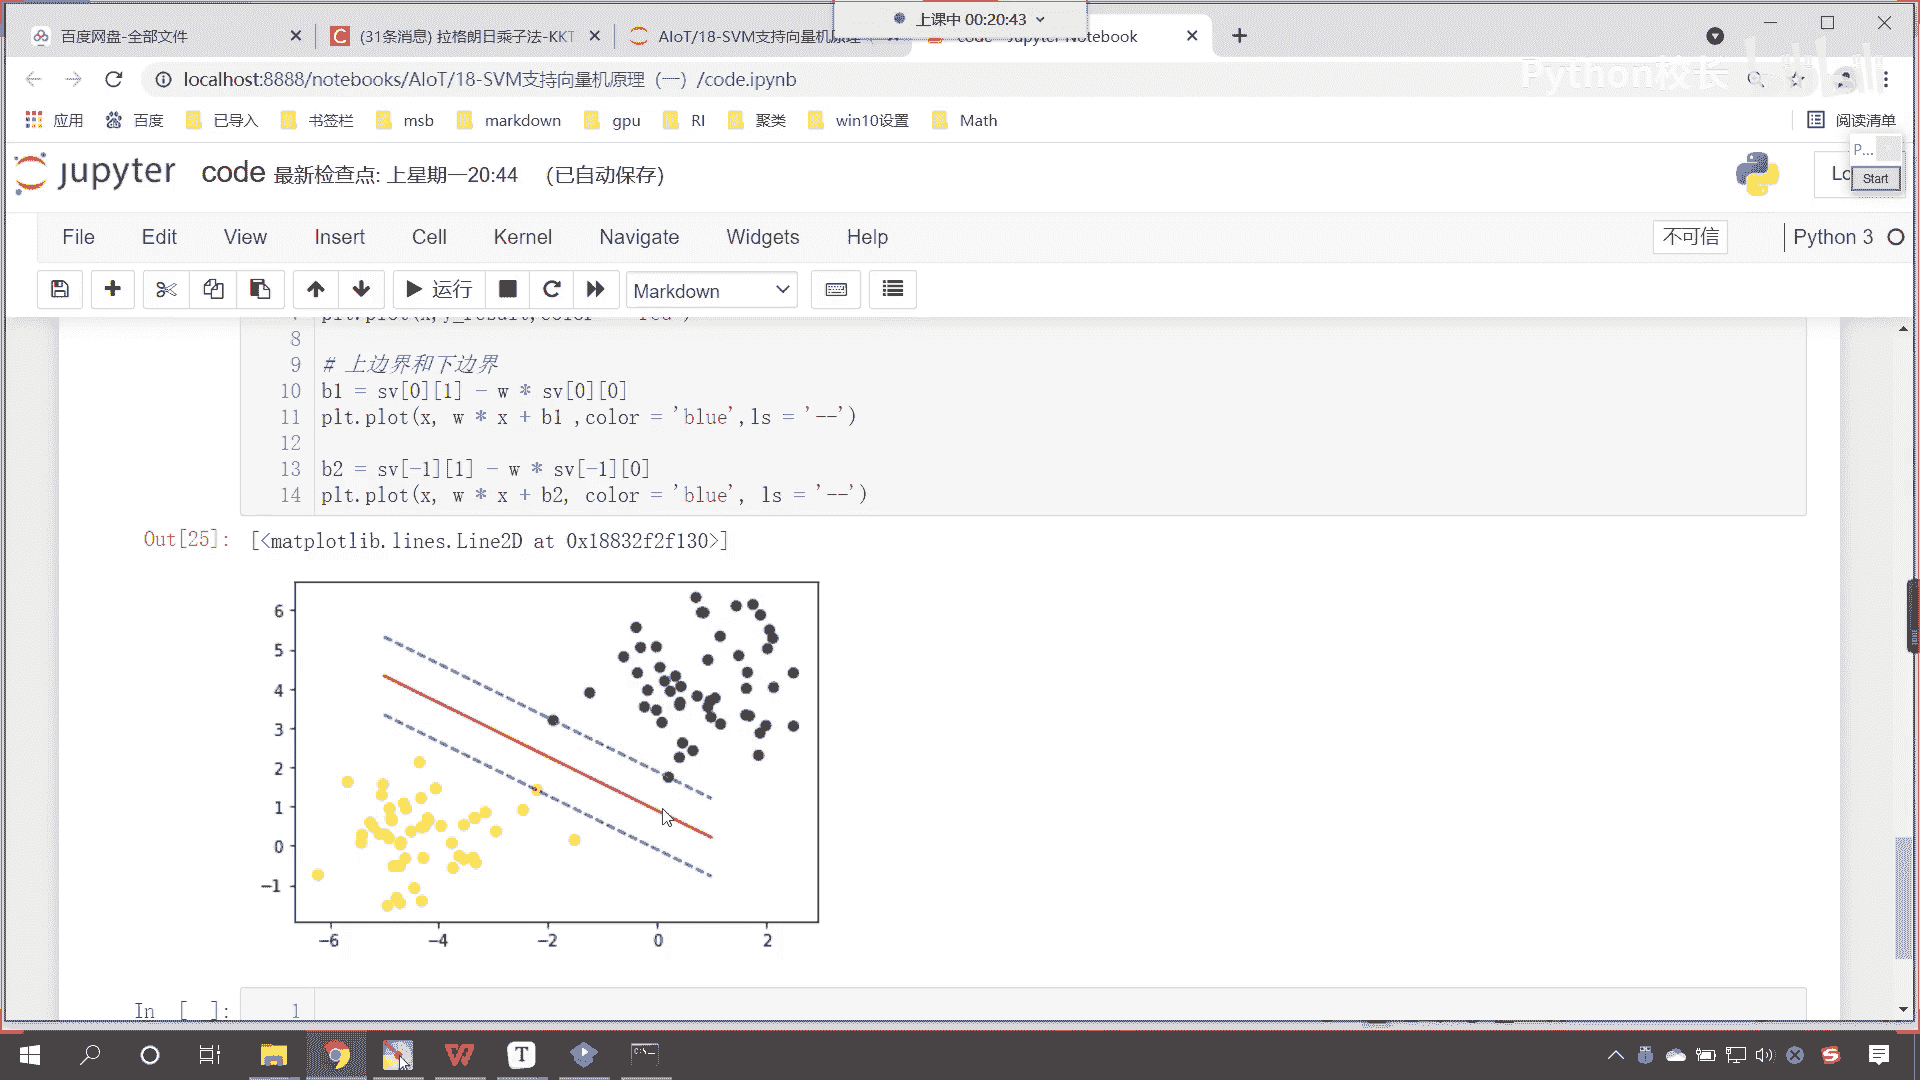 上课中 00:20:43
百度网盘-全部文件
(31条消息) 拉格朗日乘子法-KKT
AIoT/18-SVM支持向量机原理
code - Jupyter Notebook
localhost:8888/notebooks/AIoT/18-SVM支持向量机原理（一）/code.ipynb
Python校长
应用 百度 已导入 书签栏 msb markdown gpu RI 聚类 win10设置 Math 阅读清单
P...
Start
jupyter code 最新检查点: 上星期一20:44 (已自动保存)
Lo
File Edit View Insert Cell Kernel Navigate Widgets Help 不可信 Python 3
运行 Markdown
8
9 # 上边界和下边界
10 b1 = sv[0][1] - w * sv[0][0]
11 plt.plot(x, w * x + b1 ,color = 'blue',ls = '--')
12
13 b2 = sv[-1][1] - w * sv[-1][0]
14 plt.plot(x, w * x + b2, color = 'blue', ls = '--')
Out[25]: [<matplotlib.lines.Line2D at 0x18832f2f130>]
6
5
4
3
2
1
0
−1
−6 −4 −2 0 2
In [ ]: 1